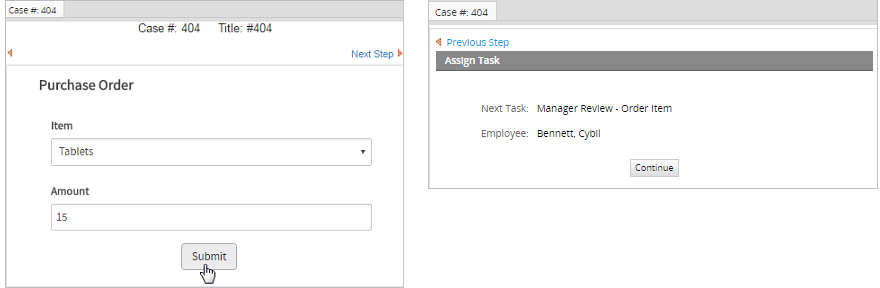 Case #: 404
Case #: 404 Title: #404
Next Step
Purchase Order
Item
Tablets
Amount
15
Submit
Case #: 404
Previous Step
Assign Task
Next Task: Manager Review - Order Item
Employee: Bennett, Cybil
Continue